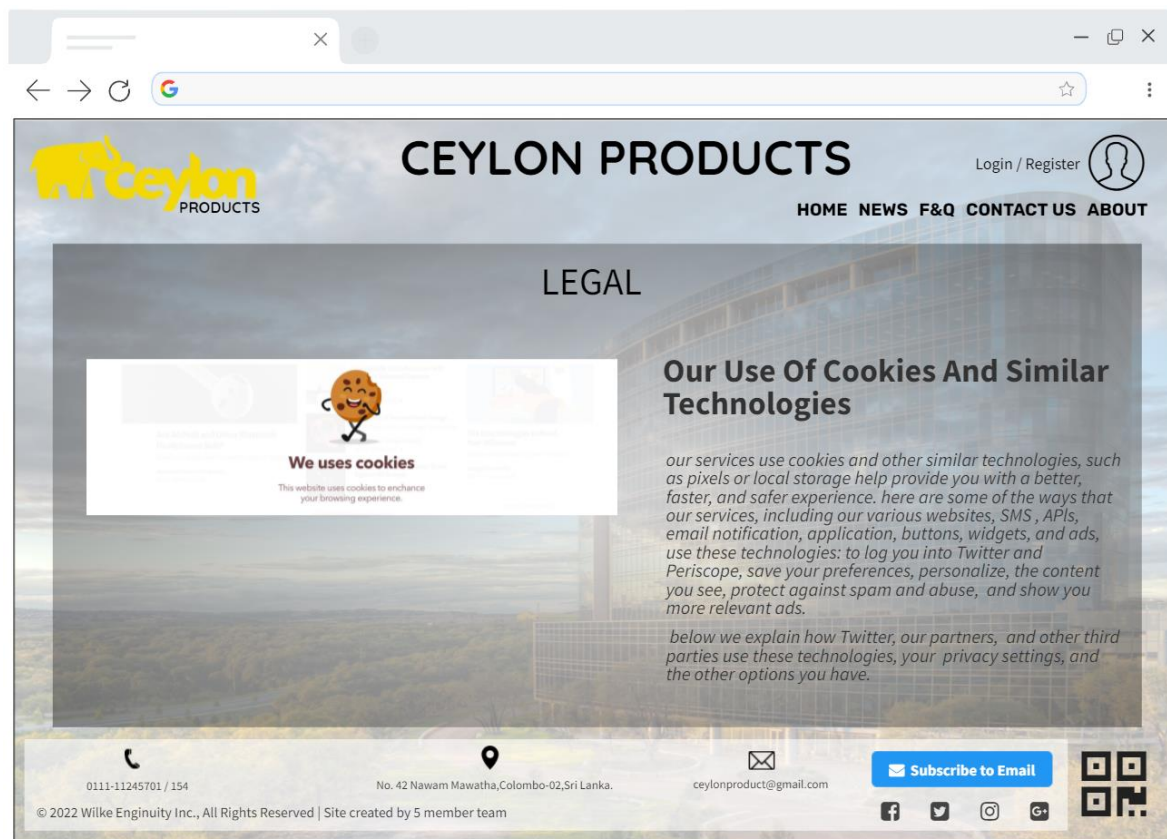 CEYLON PRODUCTS
Login / Register
ceylon
PRODUCTS
HOME NEWS F&Q CONTACT US ABOUT
LEGAL
We uses cookies
This website uses cookies to enchance
your browsing experience.
Our Use Of Cookies And Similar
Technologies
our services use cookies and other similar technologies, such
as pixels or local storage help provide you with a better,
faster, and safer experience. here are some of the ways that
our services, including our various websites, SMS , APIs,
email notification, application, buttons, widgets, and ads,
use these technologies: to log you into Twitter and
Periscope, save your preferences, personalize, the content
you see, protect against spam and abuse, and show you
more relevant ads.
below we explain how Twitter, our partners, and other third
parties use these technologies, your privacy settings, and
the other options you have.
0111-11245701 / 154
No. 42 Nawam Mawatha,Colombo-02,Sri Lanka.
ceylonproduct@gmail.com
Subscribe to Email
© 2022 Wilke Enginuity Inc., All Rights Reserved | Site created by 5 member team